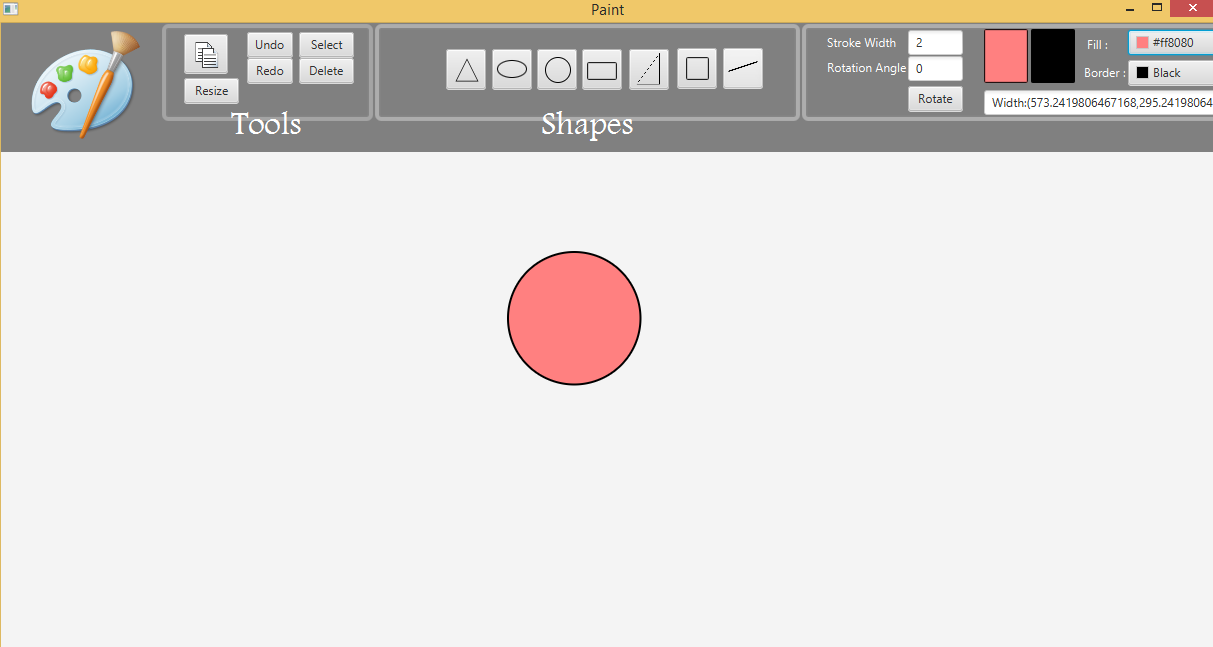 Paint
Undo
Select
Redo
Delete
Resize
Tools
Shapes
Stroke Width
2
Rotation Angle
0
Rotate
Fill :
#ff8080
Border :
Black
Width:(573.2419806467168,295.24198064